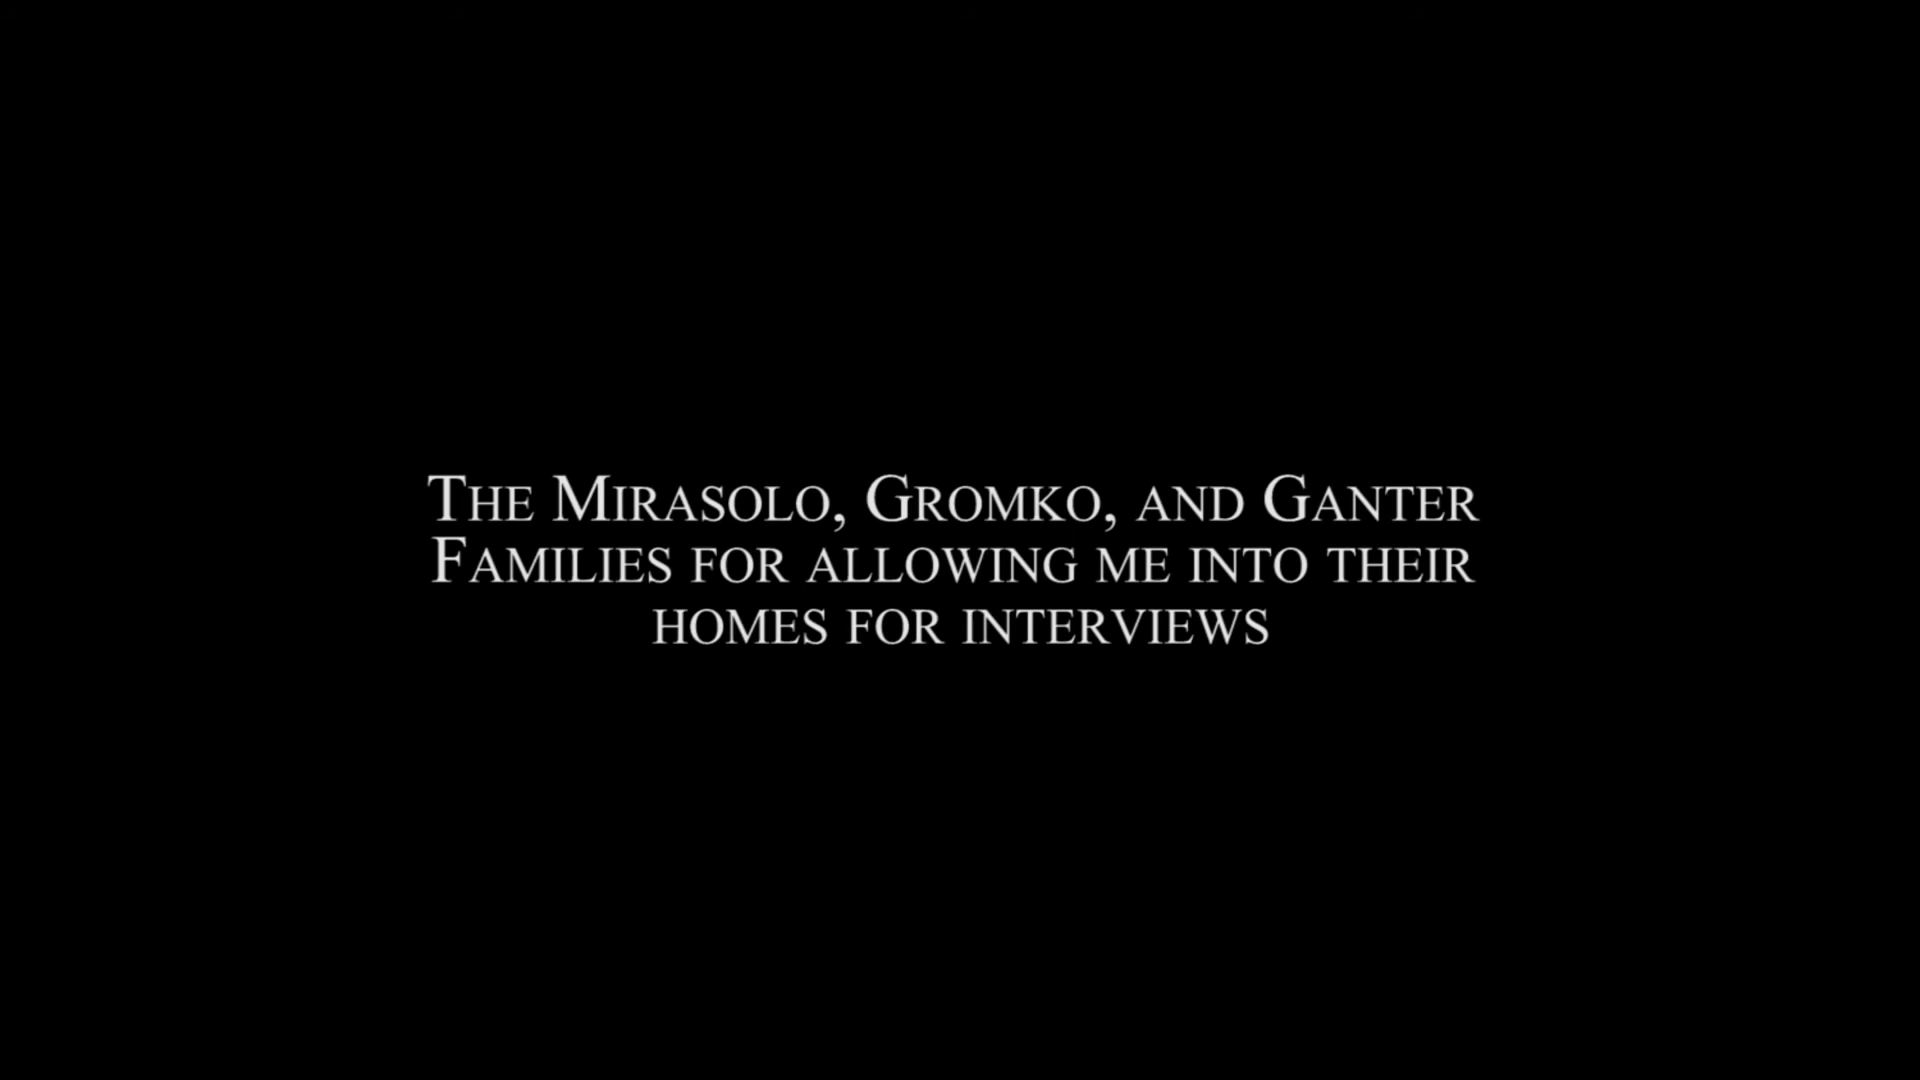 The Mirasolo, Gromko, and Ganter
Families for allowing me into their
homes for interviews